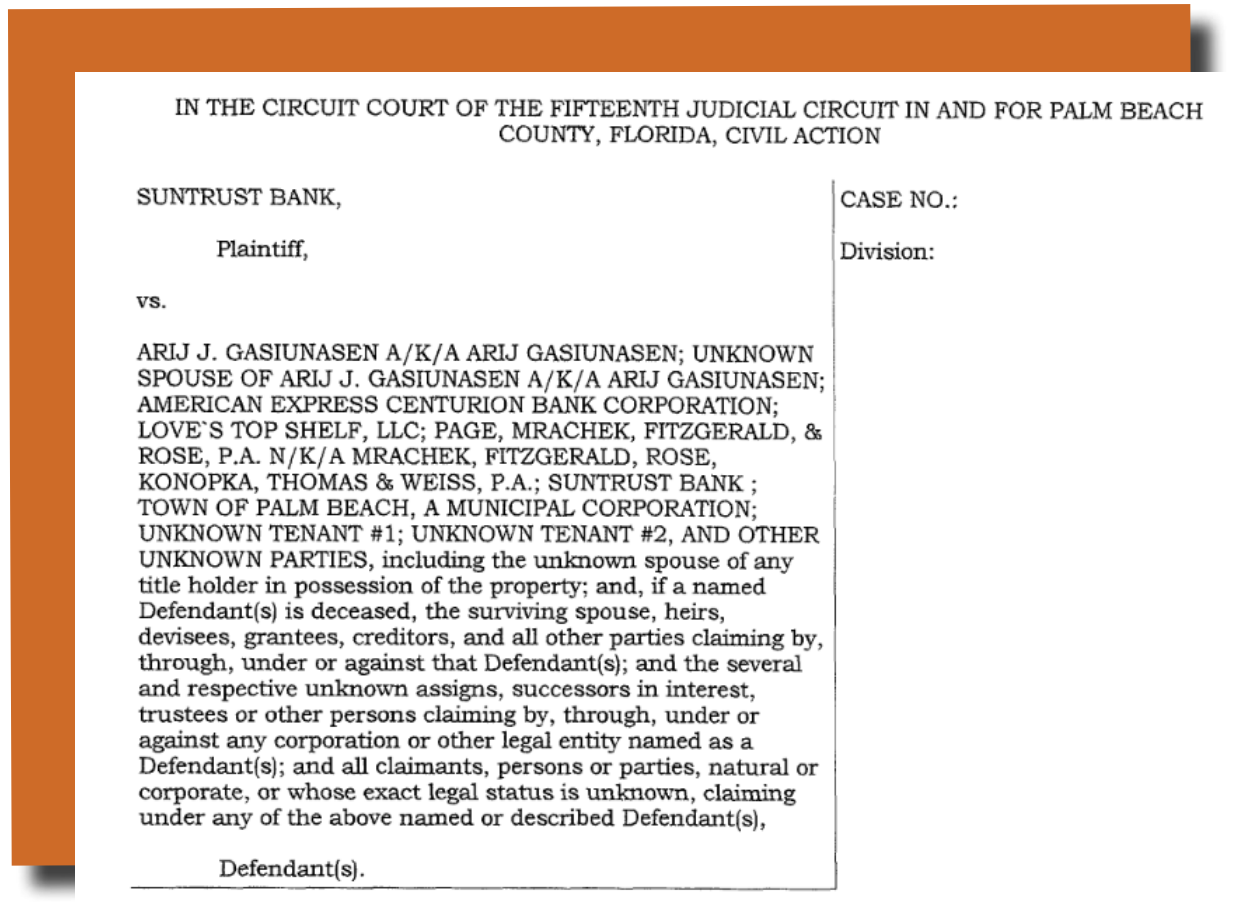 IN THE CIRCUIT COURT OF THE FIFTEENTH JUDICIAL CIRCUIT IN AND FOR PALM BEACH
COUNTY, FLORIDA, CIVIL ACTION
SUNTRUST BANK,
Plaintiff,
vs.
ARIJ J. GASIUNASEN A/K/A ARIJ GASIUNASEN; UNKNOWN
SPOUSE OF ARIJ J. GASIUNASEN A/K/A ARIJ GASIUNASEN;
AMERICAN EXPRESS CENTURION BANK CORPORATION;
LOVE`S TOP SHELF, LLC; PAGE, MRACHEK, FITZGERALD, &
ROSE, P.A. N/K/A MRACHEK, FITZGERALD, ROSE,
KONOPKA, THOMAS & WEISS, P.A.; SUNTRUST BANK ;
TOWN OF PALM BEACH, A MUNICIPAL CORPORATION;
UNKNOWN TENANT #1; UNKNOWN TENANT #2, AND OTHER
UNKNOWN PARTIES, including the unknown spouse of any
title holder in possession of the property; and, if a named
Defendant(s) is deceased, the surviving spouse, heirs,
devisees, grantees, creditors, and all other parties claiming by,
through, under or against that Defendant(s); and the several
and respective unknown assigns, successors in interest,
trustees or other persons claiming by, through, under or
against any corporation or other legal entity named as a
Defendant(s); and all claimants, persons or parties, natural or
corporate, or whose exact legal status is unknown, claiming
under any of the above named or described Defendant(s),
Defendant(s).
CASE NO.:
Division: